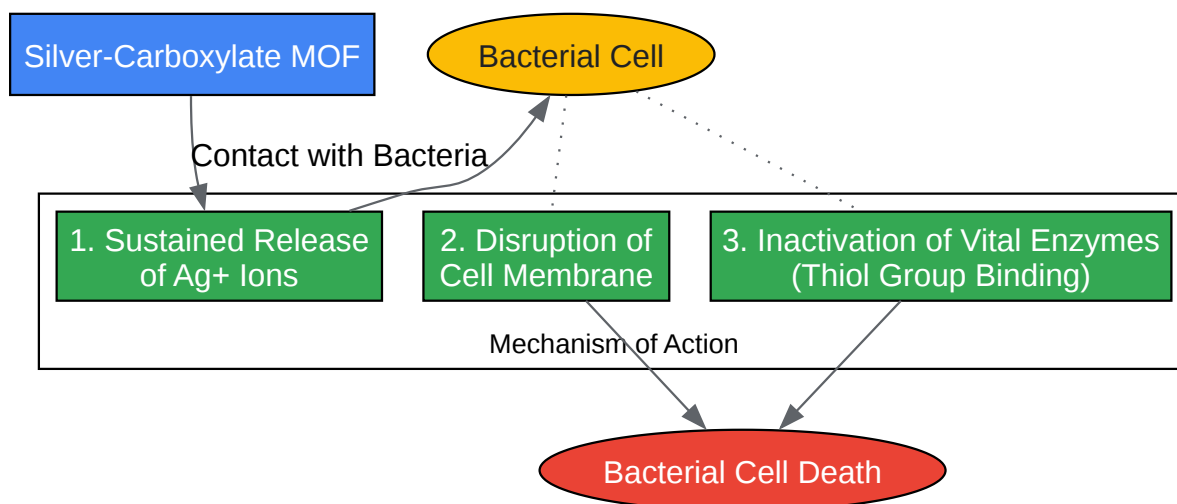 Silver-Carboxylate MOF
Bacterial Cell
Contact with Bacteria
1. Sustained Release
of Ag+ Ions
2. Disruption of
Cell Membrane
3. Inactivation of Vital Enzymes
(Thiol Group Binding)
Mechanism of Action
Bacterial Cell Death